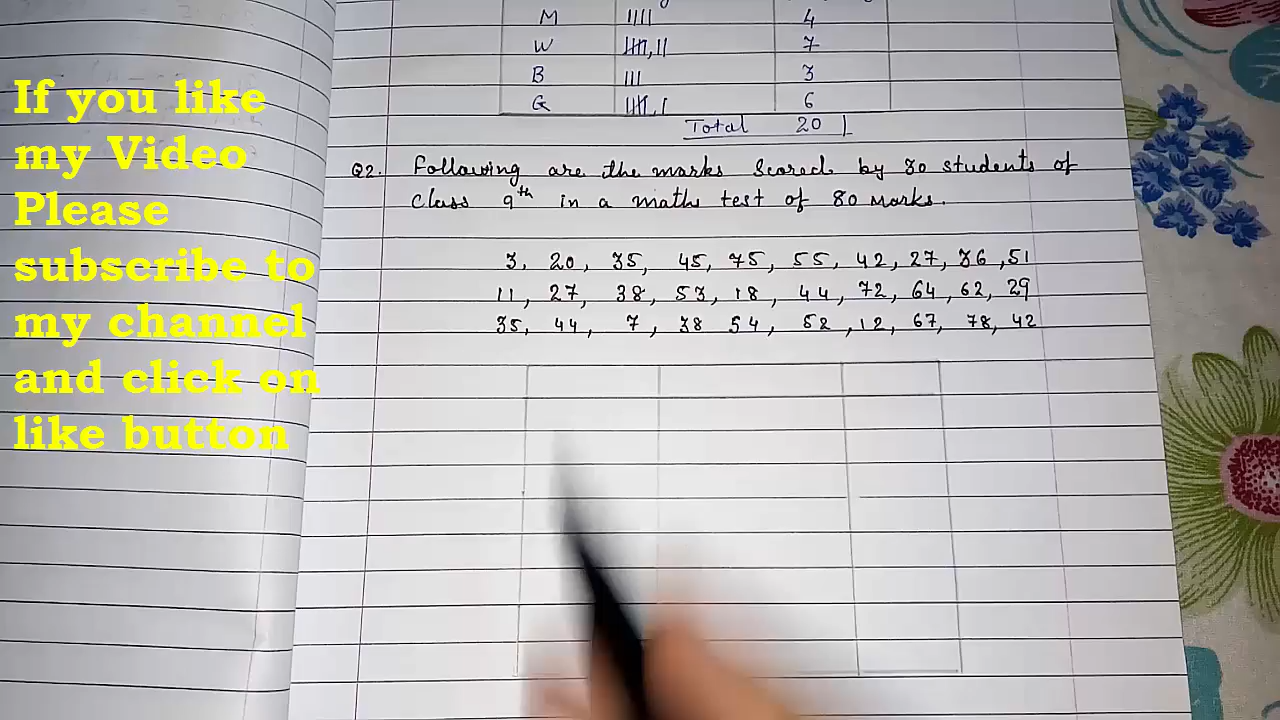 If you like
my Video
Please
subscribe to
my channel
and click on
like button
M |||| 4
W 卌, || 7
B ||| 3
G 卌, | 6
Total 20
Q2. Following are the marks Scored by 30 students of
Class 9th in a maths test of 80 Marks.
3, 20, 35, 45, 75, 55, 42, 27, 36, 51
11, 27, 38, 53, 18, 44, 72, 64, 62, 29
35, 44, 7, 38 54, 52, 12, 67, 78, 42